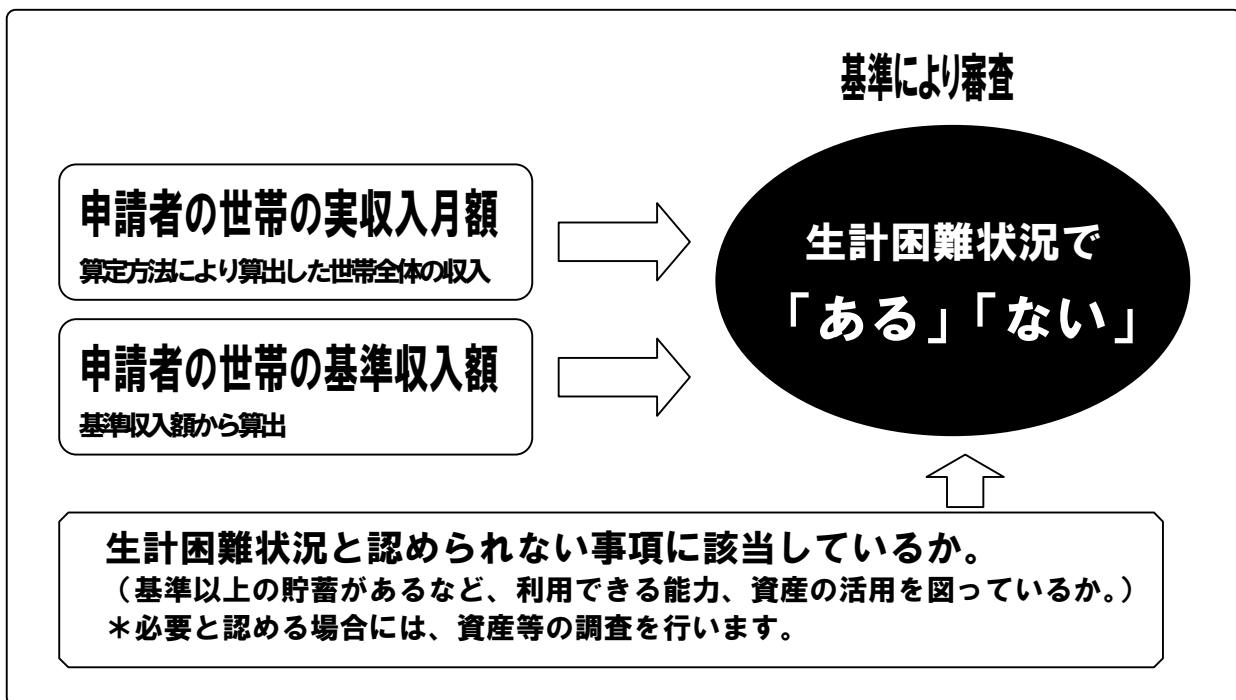 基準により審査
申請者の世帯の実収入月額
算定方法により算出した世帯全体の収入
申請者の世帯の基準収入額
基準収入額から算出
生計困難状況で
「ある」「ない」
生計困難状況と認められない事項に該当しているか。
（基準以上の貯蓄があるなど、利用できる能力、資産の活用を図っているか。）
＊必要と認める場合には、資産等の調査を行います。